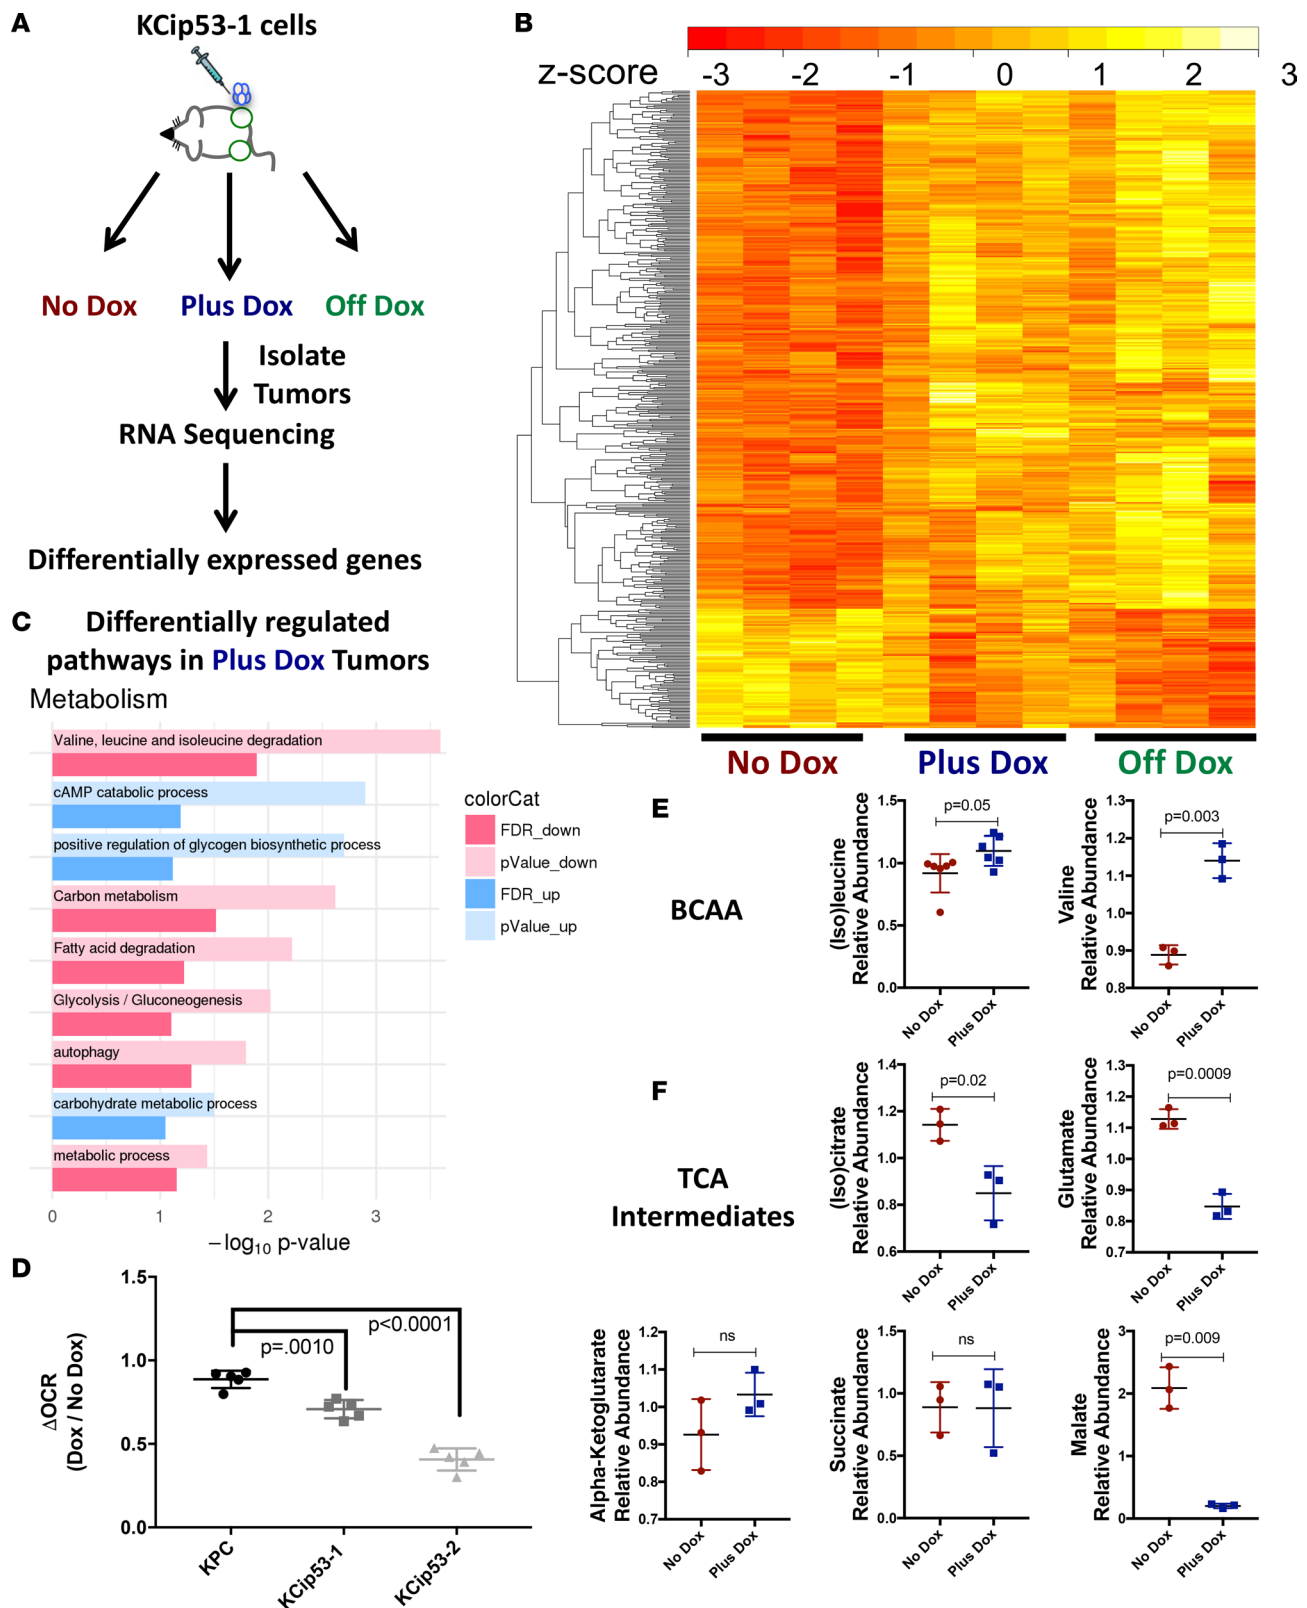 A
KCip53-1 cells
No Dox
Plus Dox
Off Dox
Isolate
Tumors
RNA Sequencing
Differentially expressed genes
B
z-score
-3
-2
-1
0
1
2
3
No Dox
Plus Dox
Off Dox
C
Differentially regulated
pathways in Plus Dox Tumors
Metabolism
Valine, leucine and isoleucine degradation
cAMP catabolic process
positive regulation of glycogen biosynthetic process
Carbon metabolism
Fatty acid degradation
Glycolysis / Gluconeogenesis
autophagy
carbohydrate metabolic process
metabolic process
0
1
2
3
−log10 p-value
colorCat
FDR_down
pValue_down
FDR_up
pValue_up
D
ΔOCR
(Dox / No Dox)
1.5
1.0
0.5
0.0
p=.0010
p<0.0001
KPC
KCip53-1
KCip53-2
E
BCAA
(Iso)leucine
Relative Abundance
1.5
1.0
0.5
0.0
p=0.05
No Dox
Plus Dox
Valine
Relative Abundance
1.3
1.2
1.1
1.0
0.9
0.8
p=0.003
No Dox
Plus Dox
F
TCA
Intermediates
(Iso)citrate
Relative Abundance
1.4
1.2
1.0
0.8
0.6
p=0.02
No Dox
Plus Dox
Glutamate
Relative Abundance
1.3
1.2
1.1
1.0
0.9
0.8
0.7
p=0.0009
No Dox
Plus Dox
Alpha-Ketoglutarate
Relative Abundance
1.2
1.1
1.0
0.9
0.8
0.7
ns
No Dox
Plus Dox
Succinate
Relative Abundance
1.5
1.0
0.5
0.0
ns
No Dox
Plus Dox
Malate
Relative Abundance
3
2
1
0
p=0.009
No Dox
Plus Dox